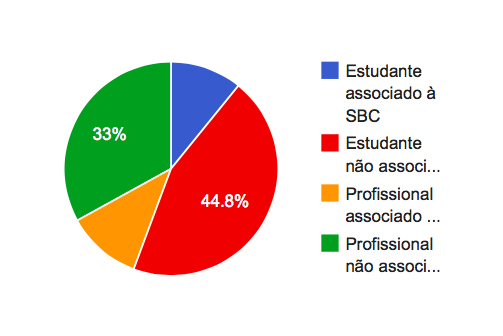 33%
44.8%
Estudante
associado à
SBC
Estudante
não associ...
Profissional
associado ...
Profissional
não associ...